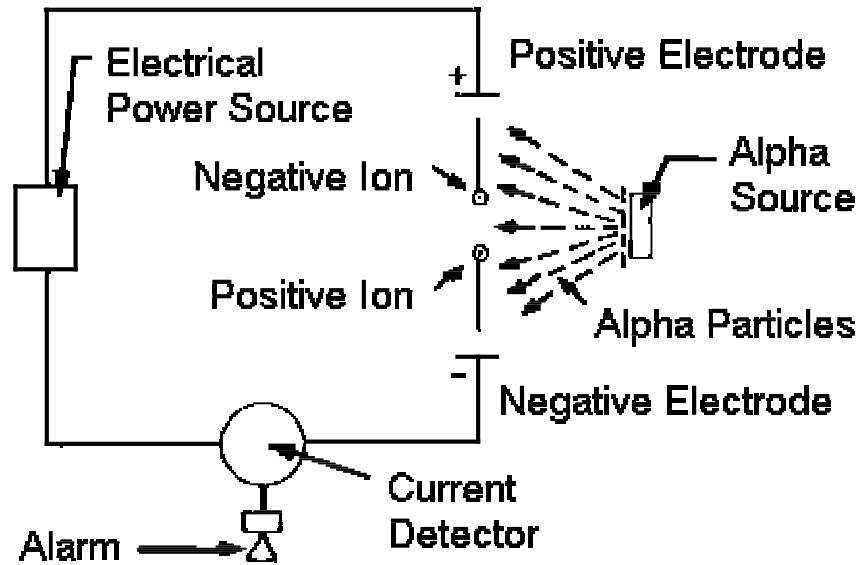 Electrical
Power Source
+
Positive Electrode
Negative Ion
Alpha
Source
Positive Ion
Alpha Particles
-
Negative Electrode
Current
Detector
Alarm